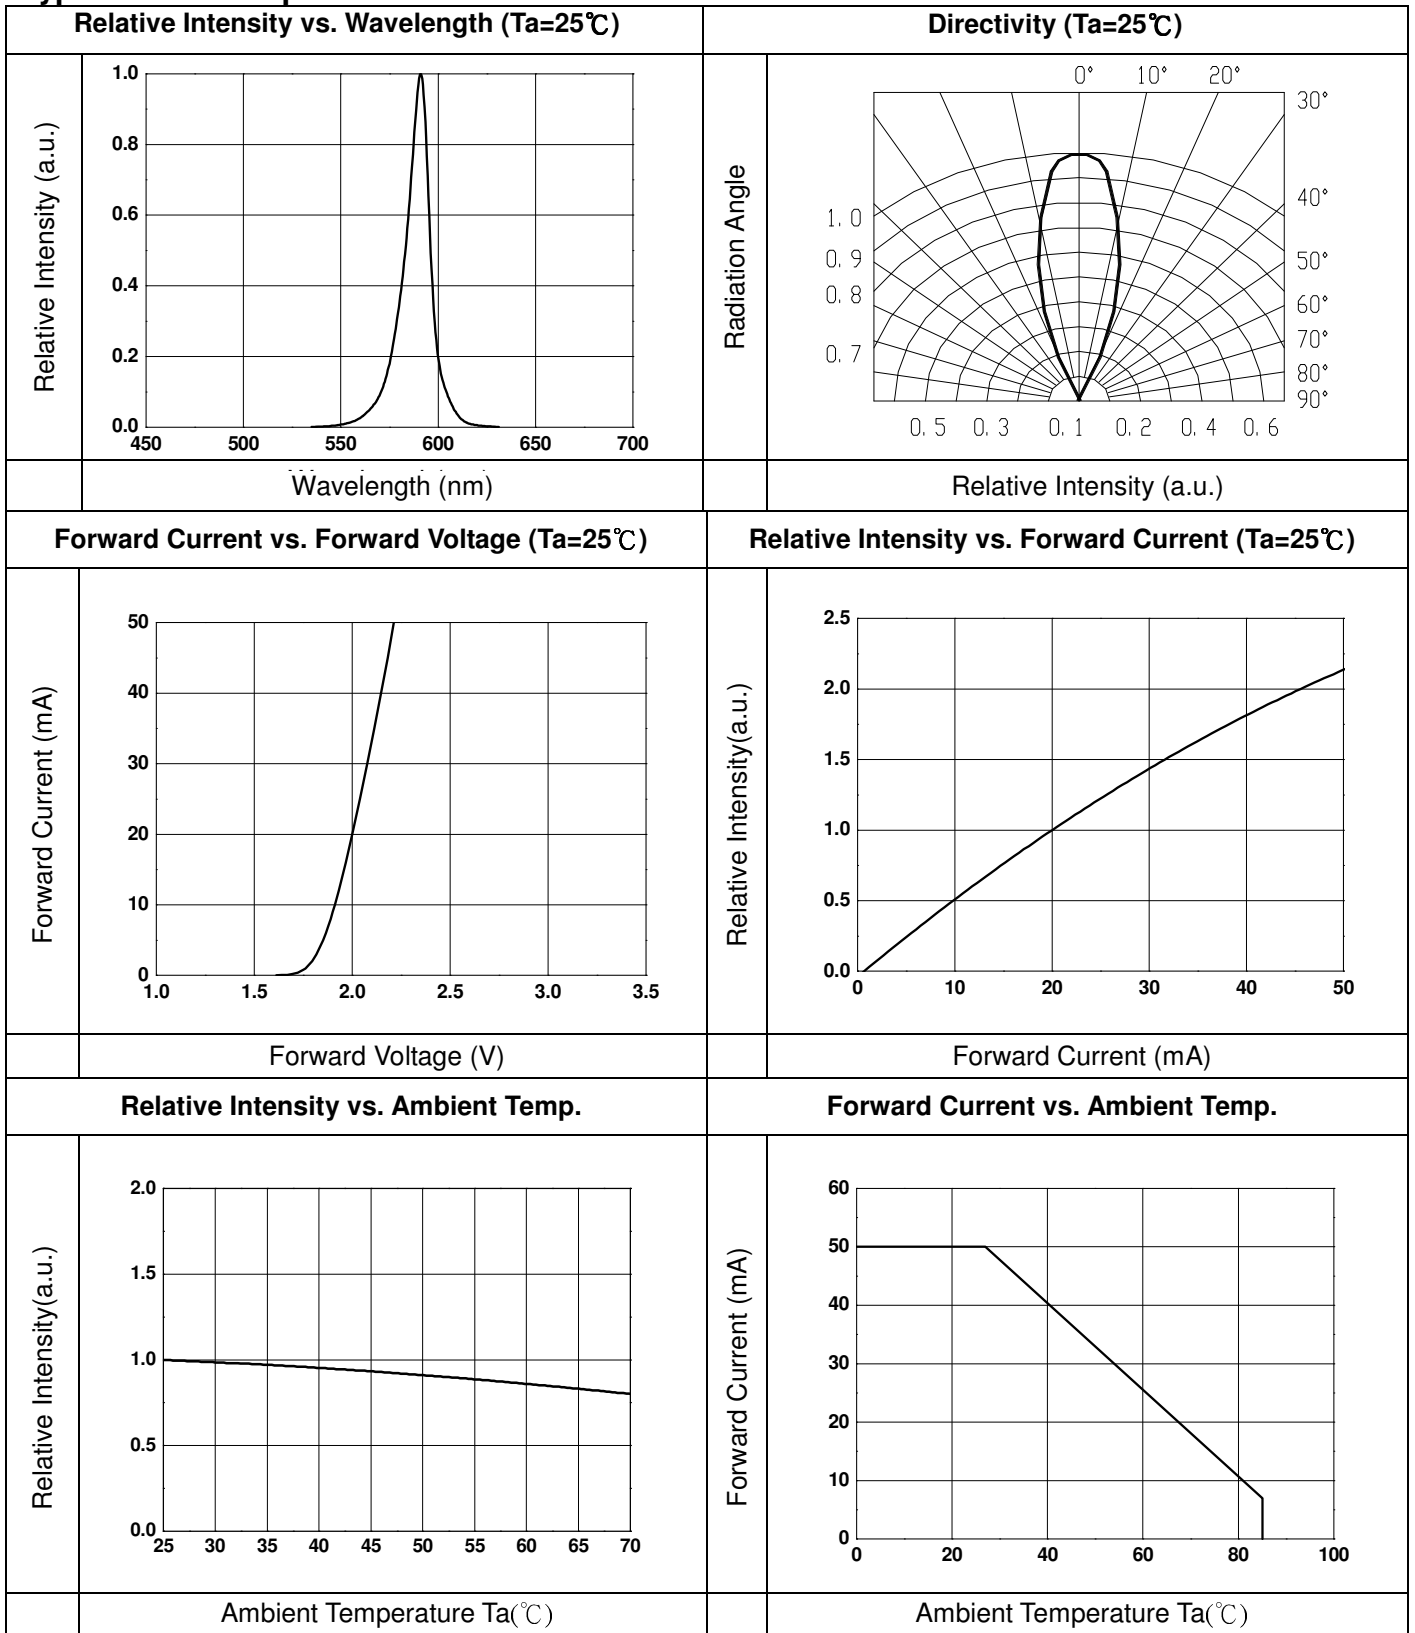 Relative Intensity vs. Wavelength (Ta=25℃)
Directivity (Ta=25℃)
Relative Intensity (a.u.)
1.0
0.8
0.6
0.4
0.2
0.0
450 500 550 600 650 700
Wavelength (nm)
Radiation Angle
0° 10° 20°
30°
40°
50°
60°
70°
80°
90°
1.0
0.9
0.8
0.7
0.5 0.3 0.1 0.2 0.4 0.6
Relative Intensity (a.u.)
Forward Current vs. Forward Voltage (Ta=25℃)
Relative Intensity vs. Forward Current (Ta=25℃)
Forward Current (mA)
50
40
30
20
10
0
1.0 1.5 2.0 2.5 3.0 3.5
Forward Voltage (V)
Relative Intensity(a.u.)
2.5
2.0
1.5
1.0
0.5
0.0
0 10 20 30 40 50
Forward Current (mA)
Relative Intensity vs. Ambient Temp.
Forward Current vs. Ambient Temp.
Relative Intensity(a.u.)
2.0
1.5
1.0
0.5
0.0
25 30 35 40 45 50 55 60 65 70
Ambient Temperature Ta(℃)
Forward Current (mA)
60
50
40
30
20
10
0
0 20 40 60 80 100
Ambient Temperature Ta(℃)